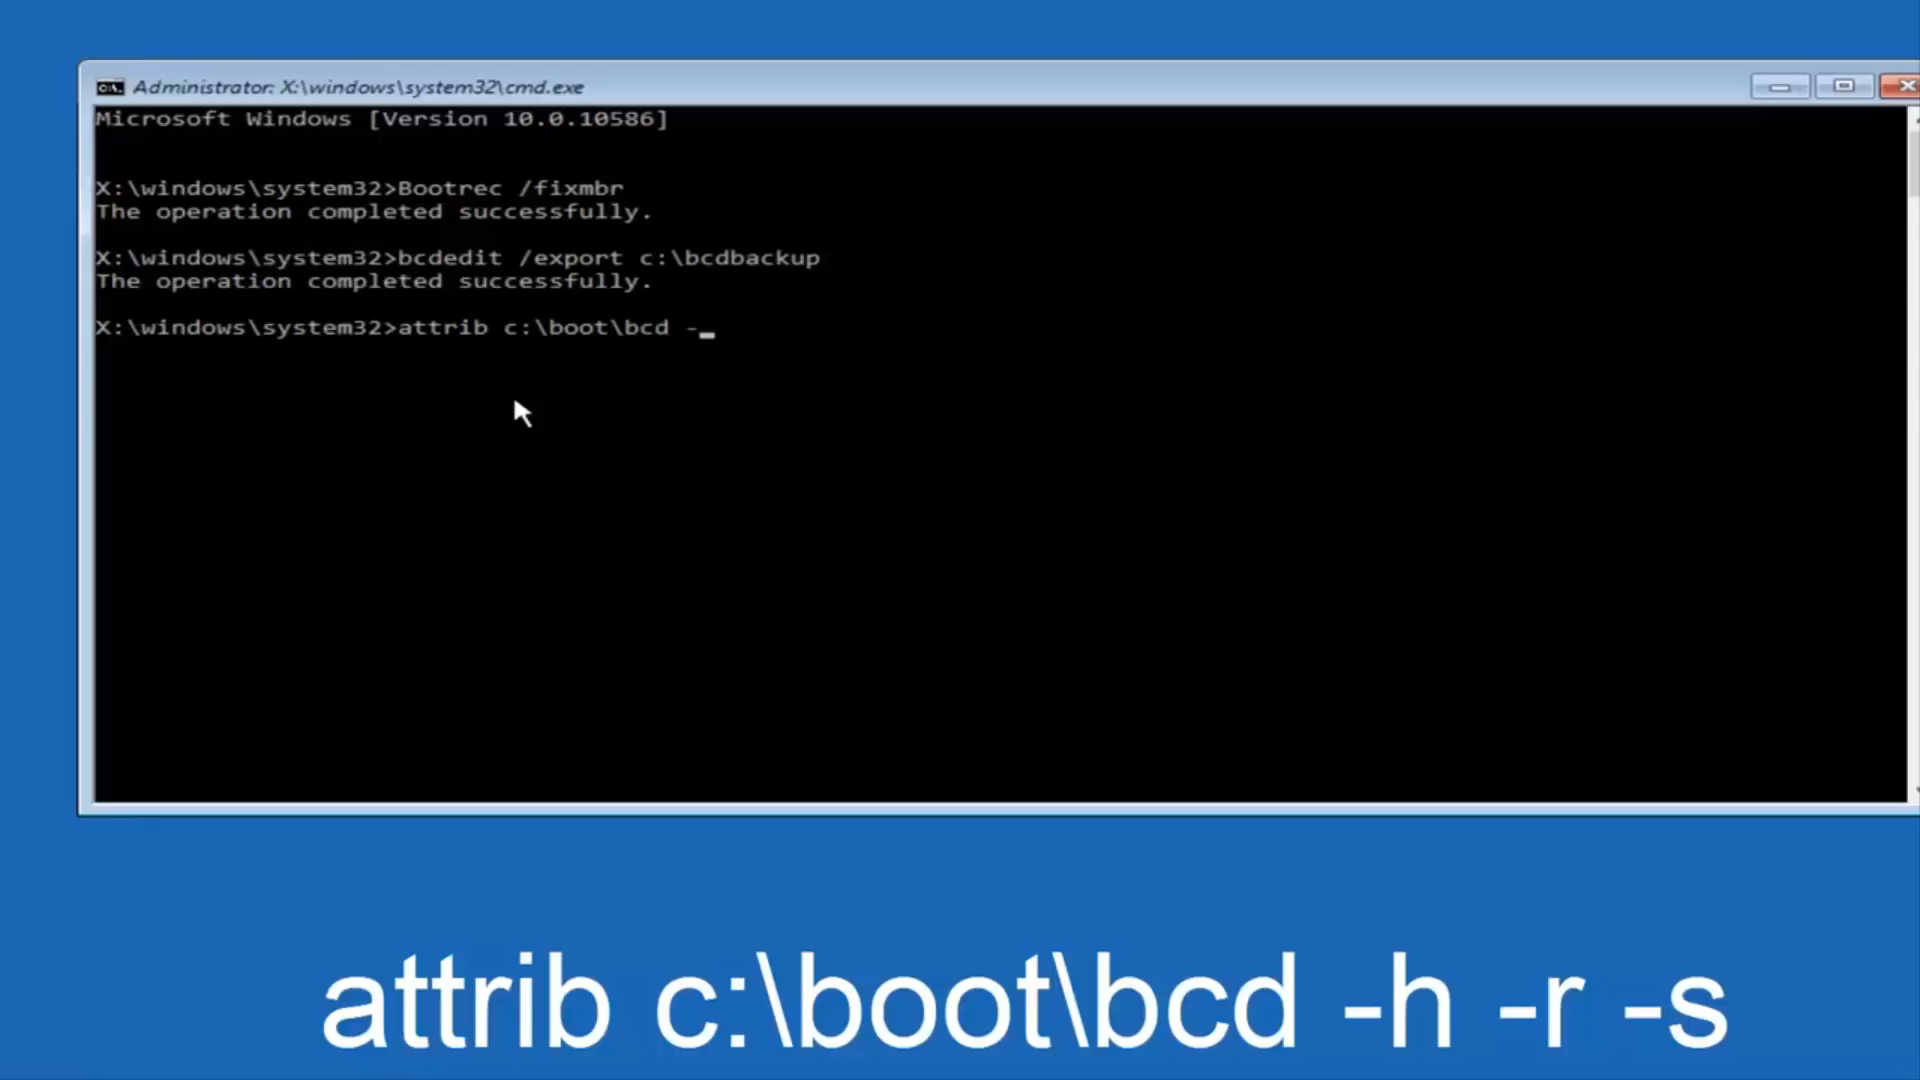 Administrator: X:\windows\system32\cmd.exe
Microsoft Windows [Version 10.0.10586]
X:\windows\system32>Bootrec /fixmbr
The operation completed successfully.
X:\windows\system32>bcdedit /export c:\bcdbackup
The operation completed successfully.
X:\windows\system32>attrib c:\boot\bcd -
attrib c:\boot\bcd -h -r -s